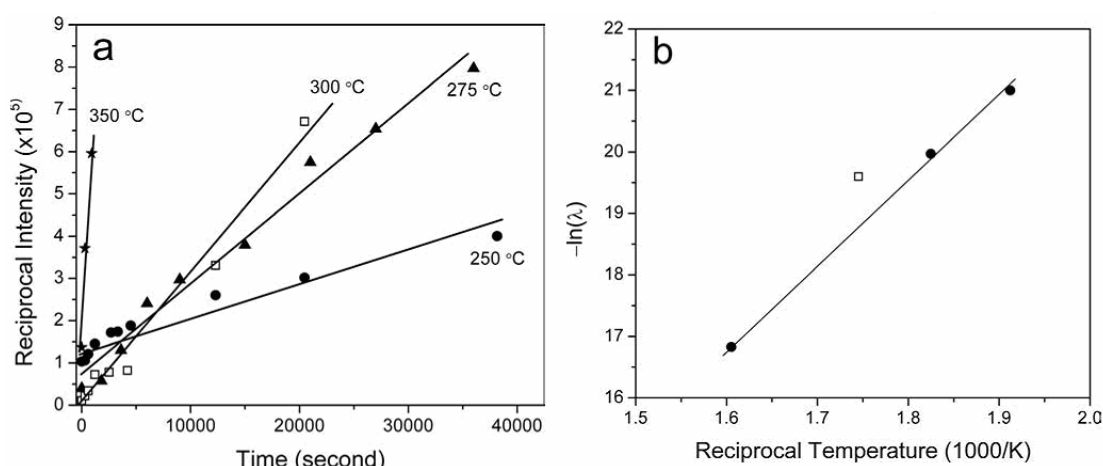 a
9
8
7
6
5
4
3
2
1
0
Reciprocal Intensity (x10⁵⁾)
350 °C
300 °C
275 °C
250 °C
0 10000 20000 30000 40000
Time (second)
b
22
21
20
19
18
17
16
−ln(λ)
1.5 1.6 1.7 1.8 1.9 2.0
Reciprocal Temperature (1000/K)